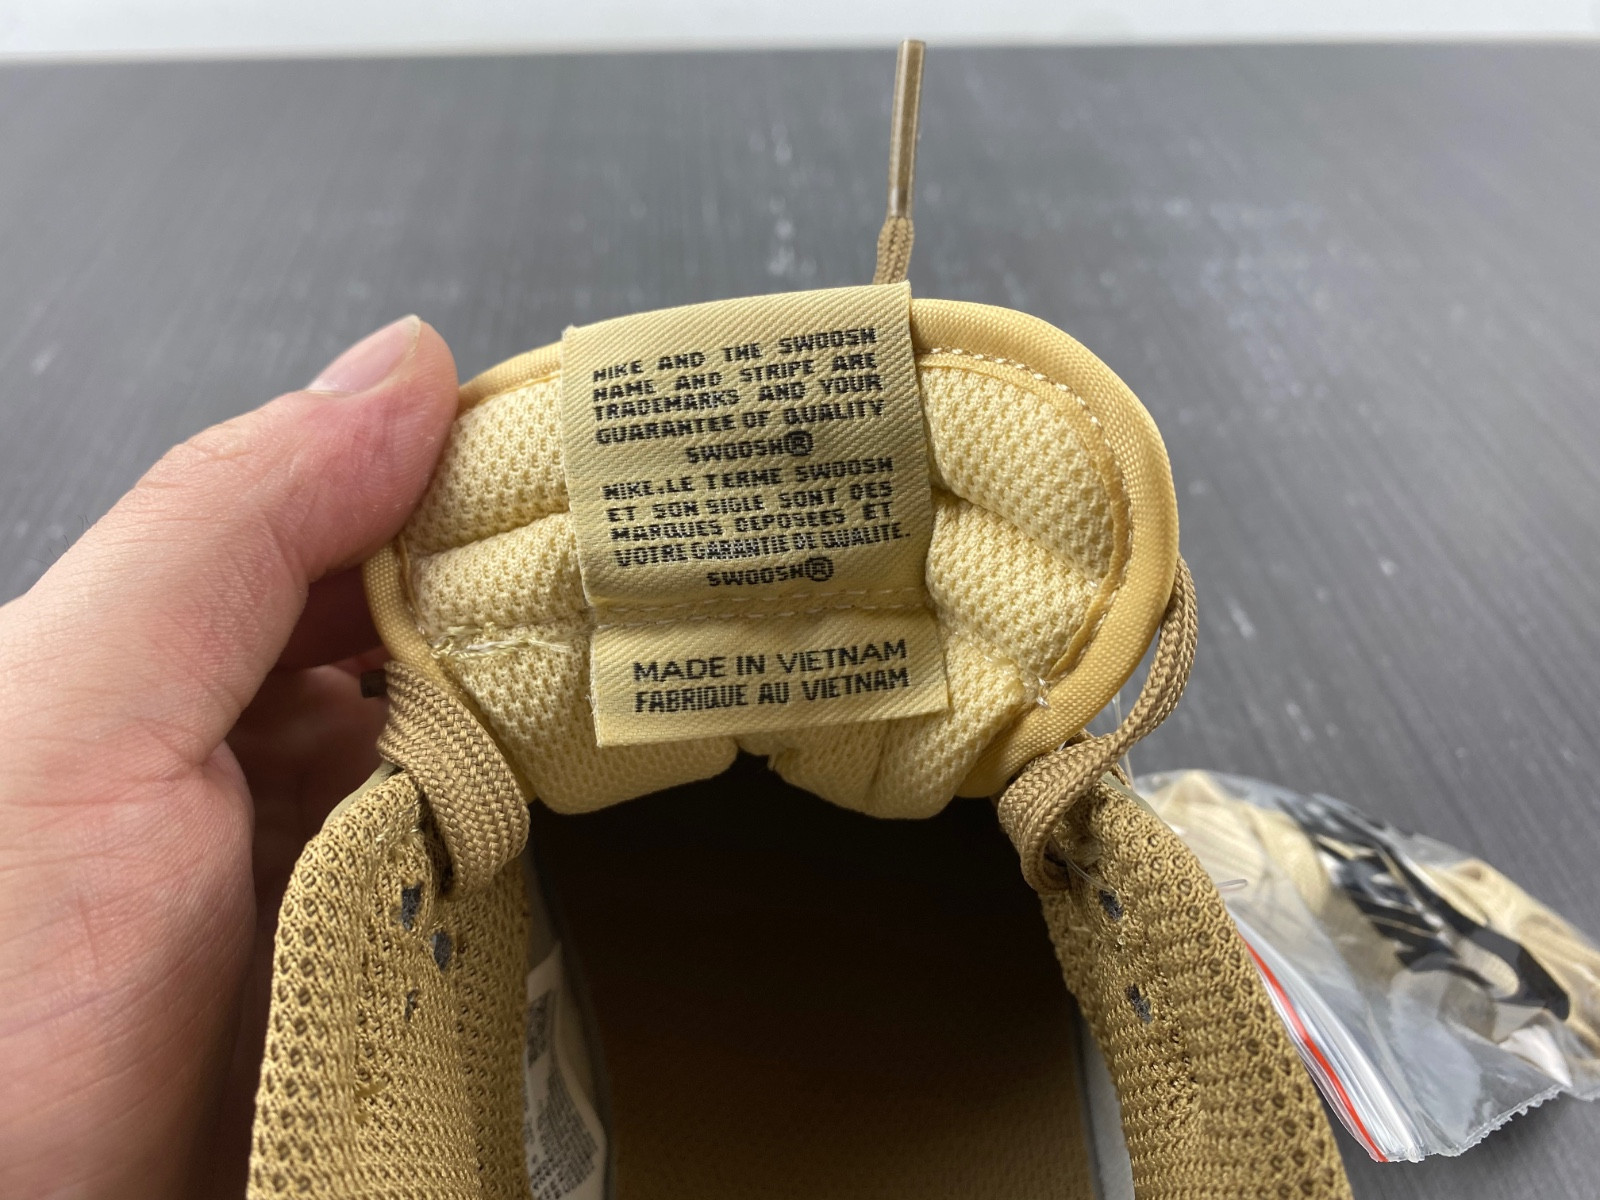 NIKE AND THE SWOOSH
NAME AND STRIPE ARE
TRADEMARKS AND YOUR
GUARANTEE OF QUALITY
SWOOSH®
NIKE,LE TERME SWOOSH
ET SON SIGLE SONT DES
MARQUES DEPOSEES ET
VOTRE GARANTIE DE QUALITE.
SWOOSH®
MADE IN VIETNAM
FABRIQUE AU VIETNAM